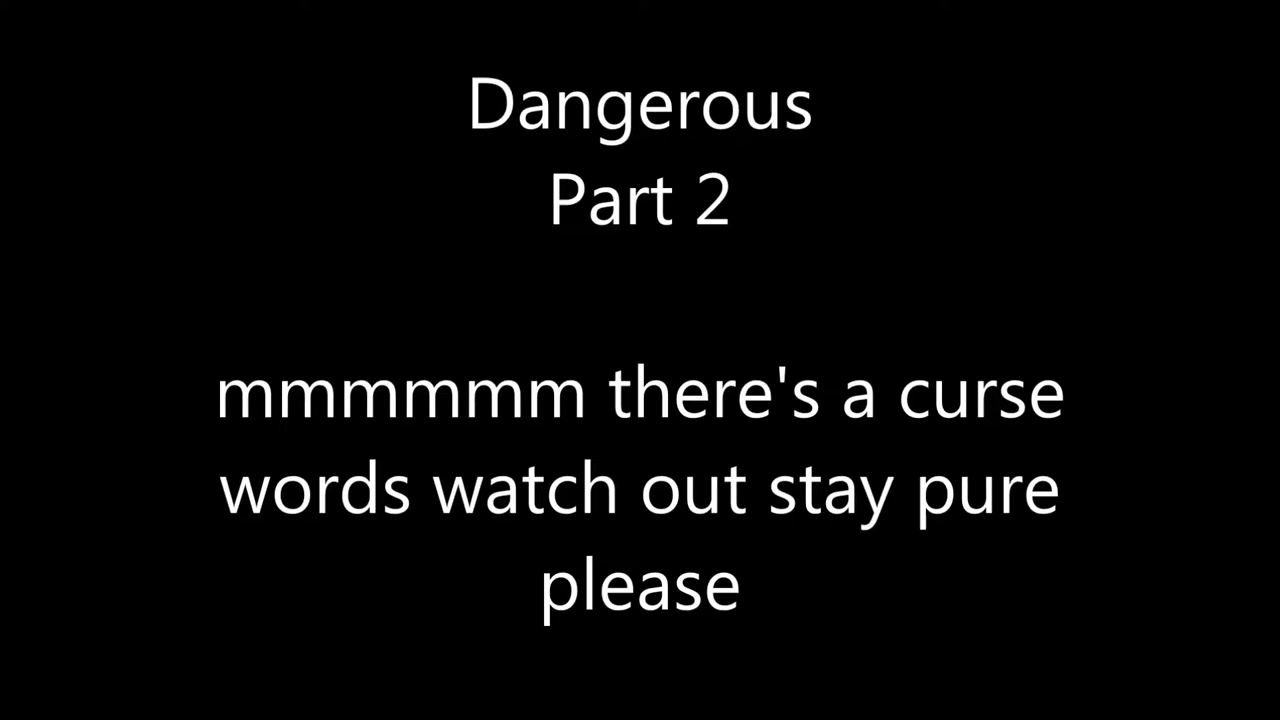 Dangerous
Part 2
mmmmmm there's a curse
words watch out stay pure
please